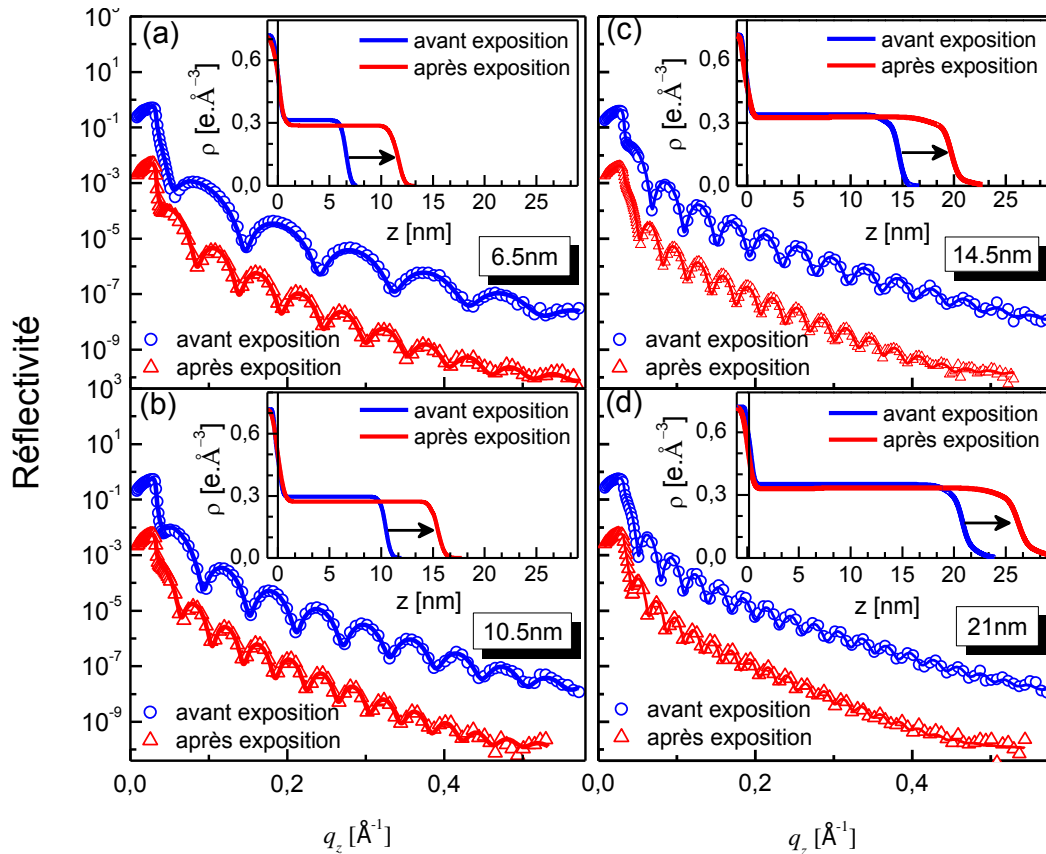 Réflectivité
(a)
10³
10¹
10⁻¹
10⁻³
10⁻⁵
10⁻⁷
10⁻⁹
ρ [e.Å⁻³]
0,6
0,3
0,0
avant exposition
après exposition
0 5 10 15 20 25
z [nm]
6.5nm
avant exposition
après exposition
(c)
ρ [e.Å⁻³]
0,6
0,3
0,0
avant exposition
après exposition
0 5 10 15 20 25
z [nm]
14.5nm
avant exposition
après exposition
(b)
10³
10¹
10⁻¹
10⁻³
10⁻⁵
10⁻⁷
10⁻⁹
ρ [e.Å⁻³]
0,6
0,3
0,0
avant exposition
après exposition
0 5 10 15 20 25
z [nm]
10.5nm
avant exposition
après exposition
0,0 0,2 0,4
q_z [Å⁻¹]
(d)
ρ [e.Å⁻³]
0,6
0,3
0,0
avant exposition
après exposition
0 5 10 15 20 25
z [nm]
21nm
avant exposition
après exposition
0,2 0,4
q_z [Å⁻¹]